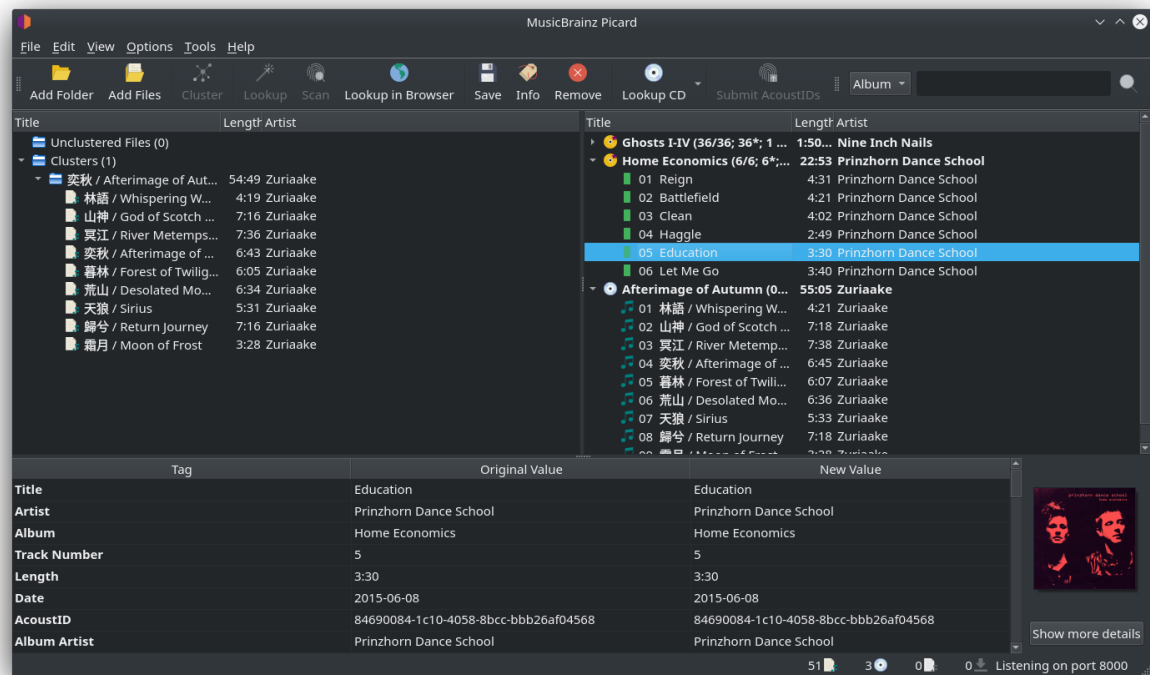 MusicBrainz Picard
File Edit View Options Tools Help
Add Folder Add Files Cluster Lookup Scan Lookup in Browser Save Info Remove Lookup CD Submit AcoustIDs Album
Title Length Artist
Unclustered Files (0)
Clusters (1)
奕秋 / Afterimage of Aut... 54:49 Zuriaake
林語 / Whispering W... 4:19 Zuriaake
山神 / God of Scotch ... 7:16 Zuriaake
冥江 / River Metemps... 7:36 Zuriaake
奕秋 / Afterimage of ... 6:43 Zuriaake
暮林 / Forest of Twilig... 6:05 Zuriaake
荒山 / Desolated Mo... 6:34 Zuriaake
天狼 / Sirius 5:31 Zuriaake
歸兮 / Return Journey 7:16 Zuriaake
霜月 / Moon of Frost 3:28 Zuriaake
Title Length Artist
Ghosts I-IV (36/36; 36*; 1 ... 1:50... Nine Inch Nails
Home Economics (6/6; 6*;... 22:53 Prinzhorn Dance School
01 Reign 4:31 Prinzhorn Dance School
02 Battlefield 4:21 Prinzhorn Dance School
03 Clean 4:02 Prinzhorn Dance School
04 Haggle 2:49 Prinzhorn Dance School
05 Education 3:30 Prinzhorn Dance School
06 Let Me Go 3:40 Prinzhorn Dance School
Afterimage of Autumn (0... 55:05 Zuriaake
01 林語 / Whispering W... 4:21 Zuriaake
02 山神 / God of Scotch ... 7:18 Zuriaake
03 冥江 / River Metemp... 7:38 Zuriaake
04 奕秋 / Afterimage of ... 6:45 Zuriaake
05 暮林 / Forest of Twili... 6:07 Zuriaake
06 荒山 / Desolated Mo... 6:36 Zuriaake
07 天狼 / Sirius 5:33 Zuriaake
08 歸兮 / Return Journey 7:18 Zuriaake
Tag Original Value New Value
Title Education Education
Artist Prinzhorn Dance School Prinzhorn Dance School
Album Home Economics Home Economics
Track Number 5 5
Length 3:30 3:30
Date 2015-06-08 2015-06-08
AcoustID 84690084-1c10-4058-8bcc-bbb26af04568 84690084-1c10-4058-8bcc-bbb26af04568
Album Artist Prinzhorn Dance School Prinzhorn Dance School
prinzhorn dance school
home economics
Show more details
51 3 0 0 Listening on port 8000